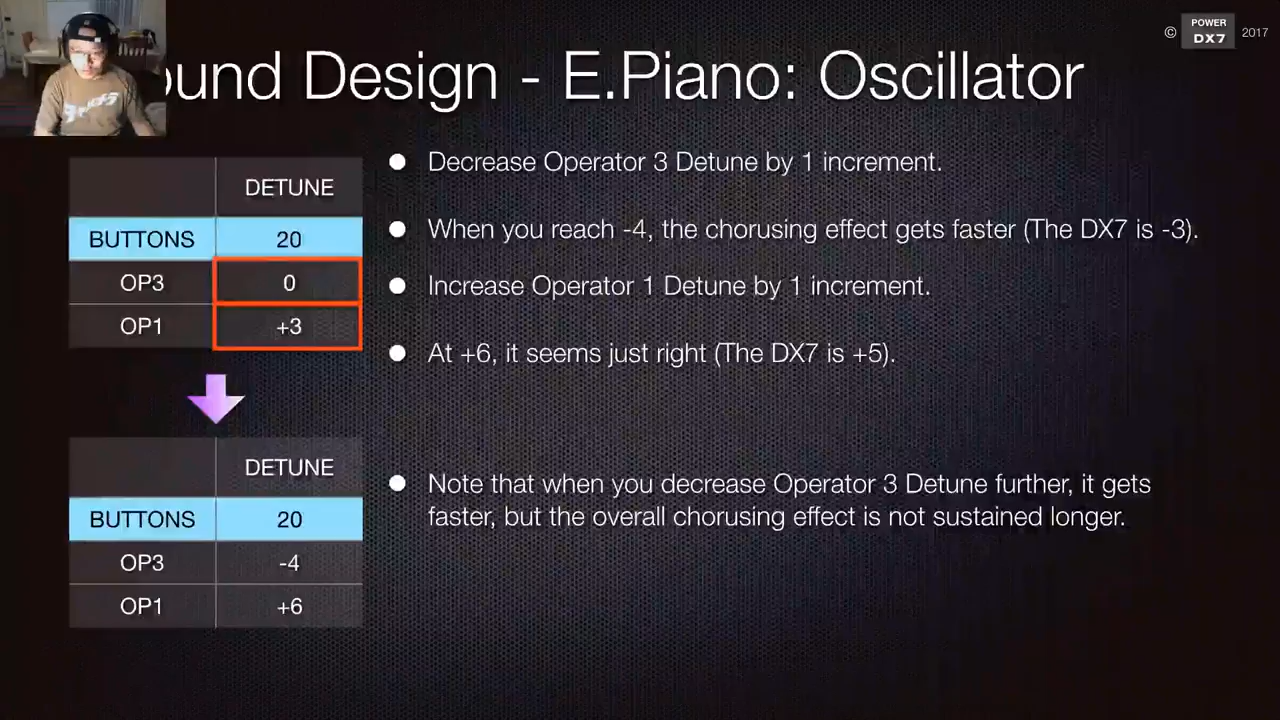 © POWER DX7 2017
ound Design - E.Piano: Oscillator
DETUNE
BUTTONS 20
OP3 0
OP1 +3
Decrease Operator 3 Detune by 1 increment.
When you reach -4, the chorusing effect gets faster (The DX7 is -3).
Increase Operator 1 Detune by 1 increment.
At +6, it seems just right (The DX7 is +5).
DETUNE
BUTTONS 20
OP3 -4
OP1 +6
Note that when you decrease Operator 3 Detune further, it gets
faster, but the overall chorusing effect is not sustained longer.